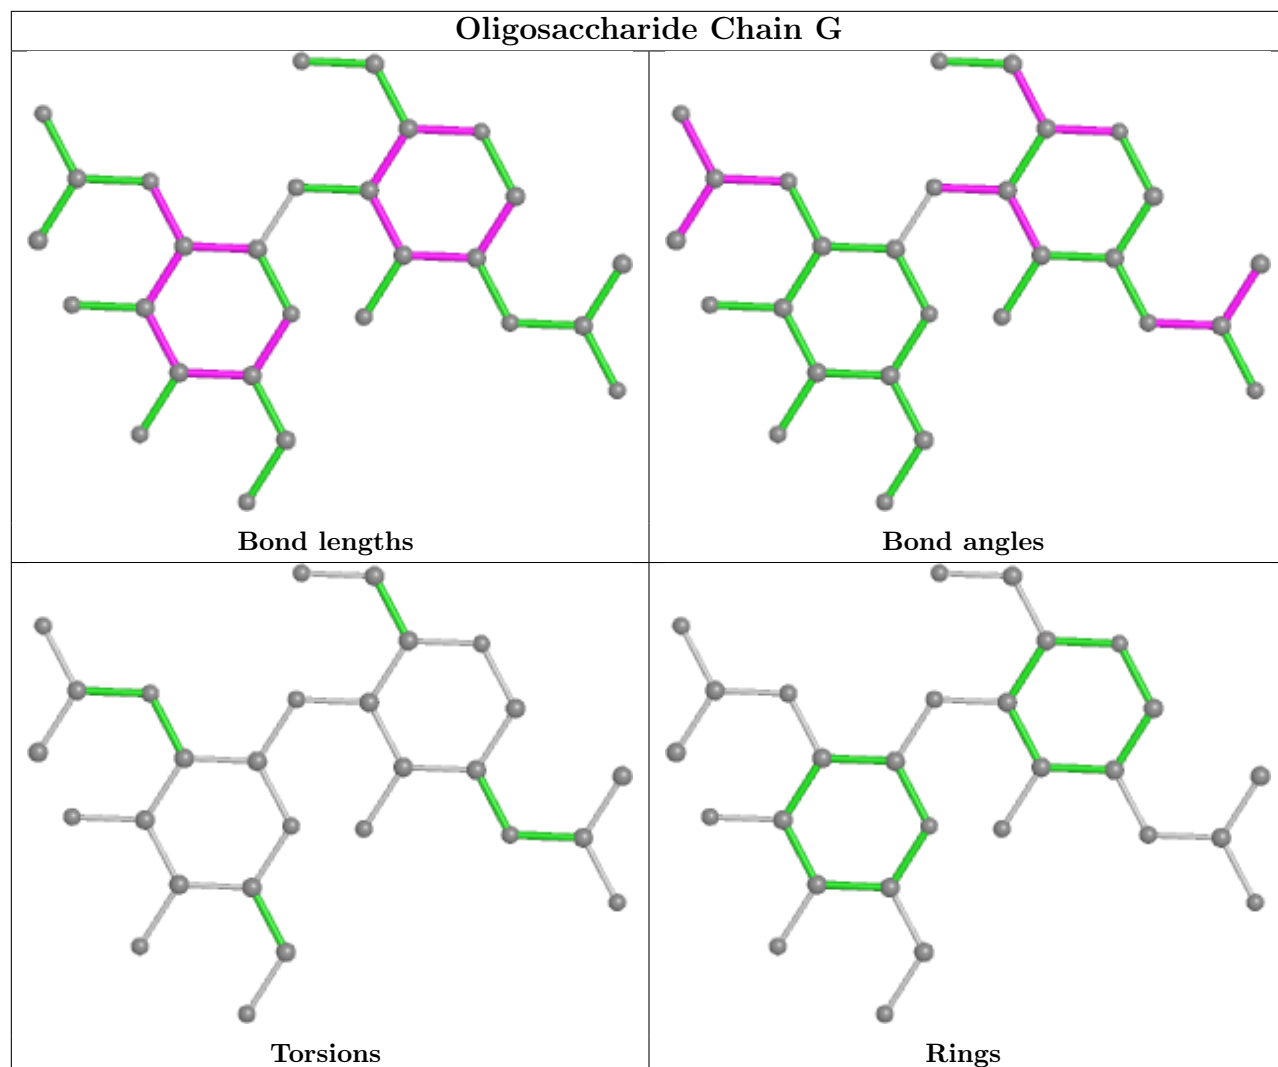 Oligosaccharide Chain G
Bond lengths
Bond angles
Torsions
Rings